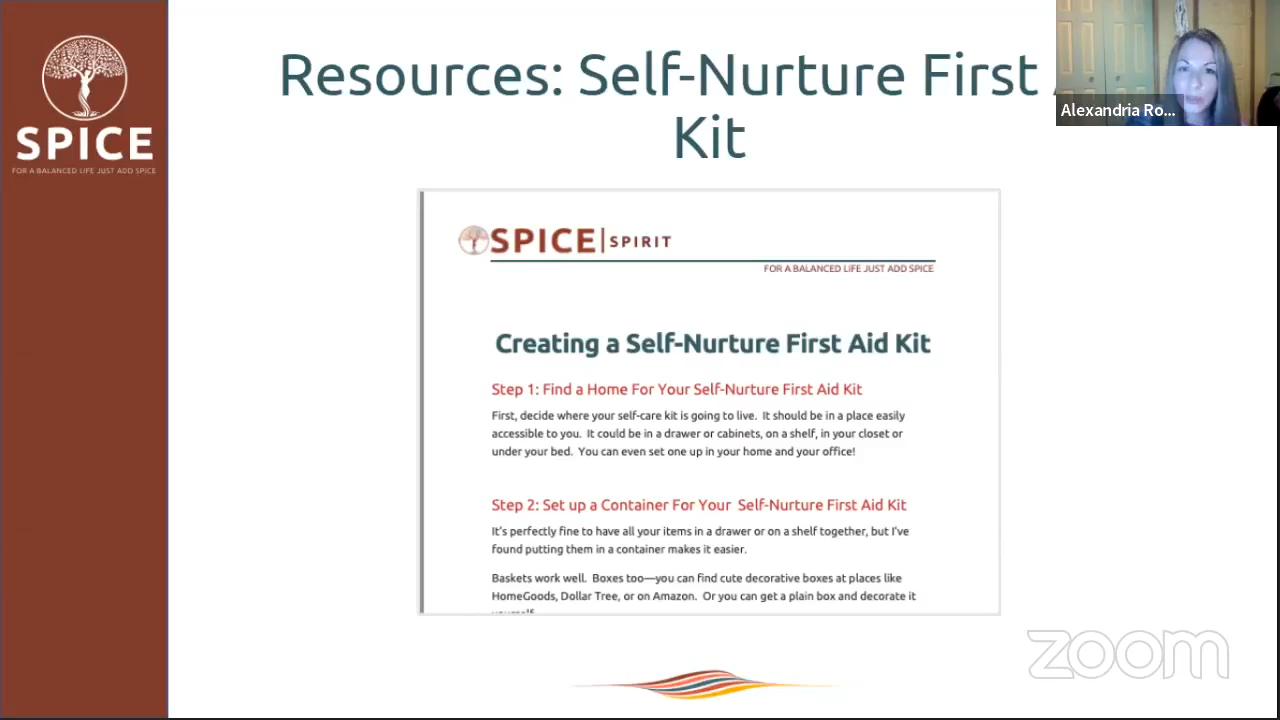 SPICE
FOR A BALANCED LIFE JUST ADD SPICE
Resources: Self-Nurture First
Kit
Alexandria Ro...
SPICE|SPIRIT
FOR A BALANCED LIFE JUST ADD SPICE
Creating a Self-Nurture First Aid Kit
Step 1: Find a Home For Your Self-Nurture First Aid Kit
First, decide where your self-care kit is going to live. It should be in a place easily
accessible to you. It could be in a drawer or cabinets, on a shelf, in your closet or
under your bed. You can even set one up in your home and your office!
Step 2: Set up a Container For Your Self-Nurture First Aid Kit
It's perfectly fine to have all your items in a drawer or on a shelf together, but I've
found putting them in a container makes it easier.
Baskets work well. Boxes too—you can find cute decorative boxes at places like
HomeGoods, Dollar Tree, or on Amazon. Or you can get a plain box and decorate it
zoom